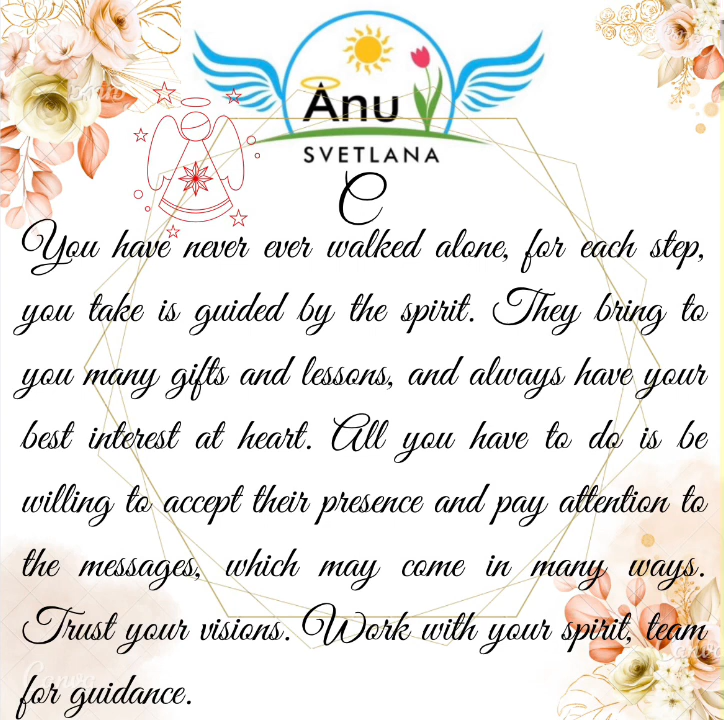 Anu
SVETLANA
C
You have never ever walked alone, for each step,
you take is guided by the spirit. They bring to
you many gifts and lessons, and always have your
best interest at heart. All you have to do is be
willing to accept their presence and pay attention to
the messages, which may come in many ways.
Trust your visions. Work with your spirit, team
for guidance.
Canva